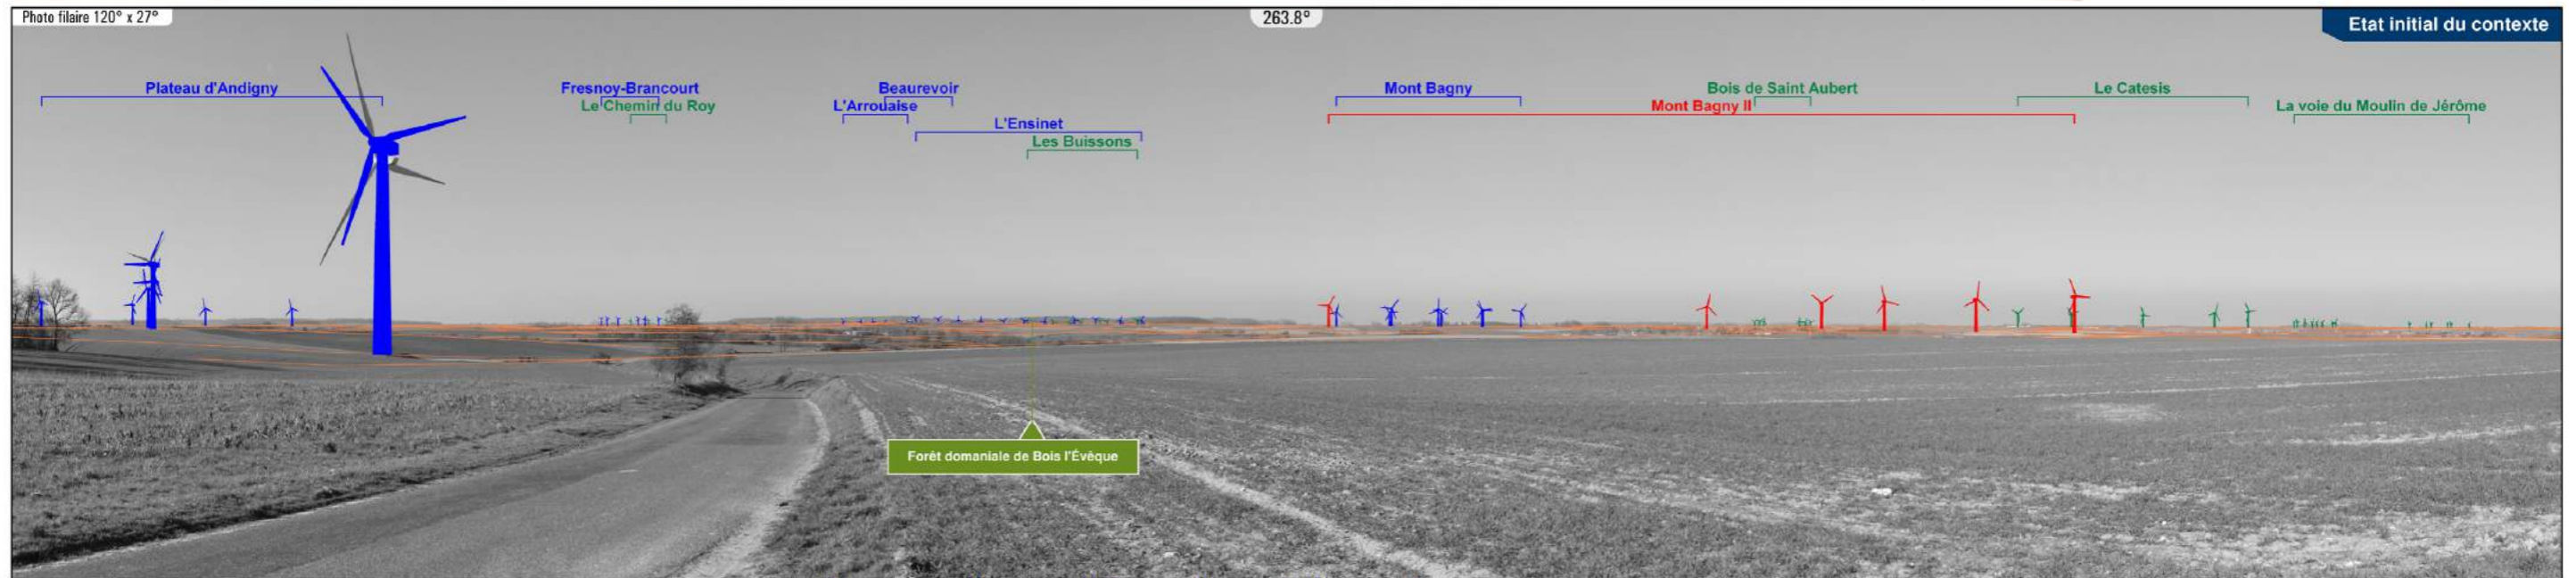 Photo filaire 120° x 27°
263.8°
Etat initial du contexte
Plateau d'Andigny
Fresnoy-Brancourt
Le Chemin du Roy
Beaurevoir
L'Arrouaise
L'Ensinet
Les Buissons
Mont Bagny
Bois de Saint Aubert
Mont Bagny II
Le Catesis
La voie du Moulin de Jérôme
Forêt domaniale de Bois l'Évêque